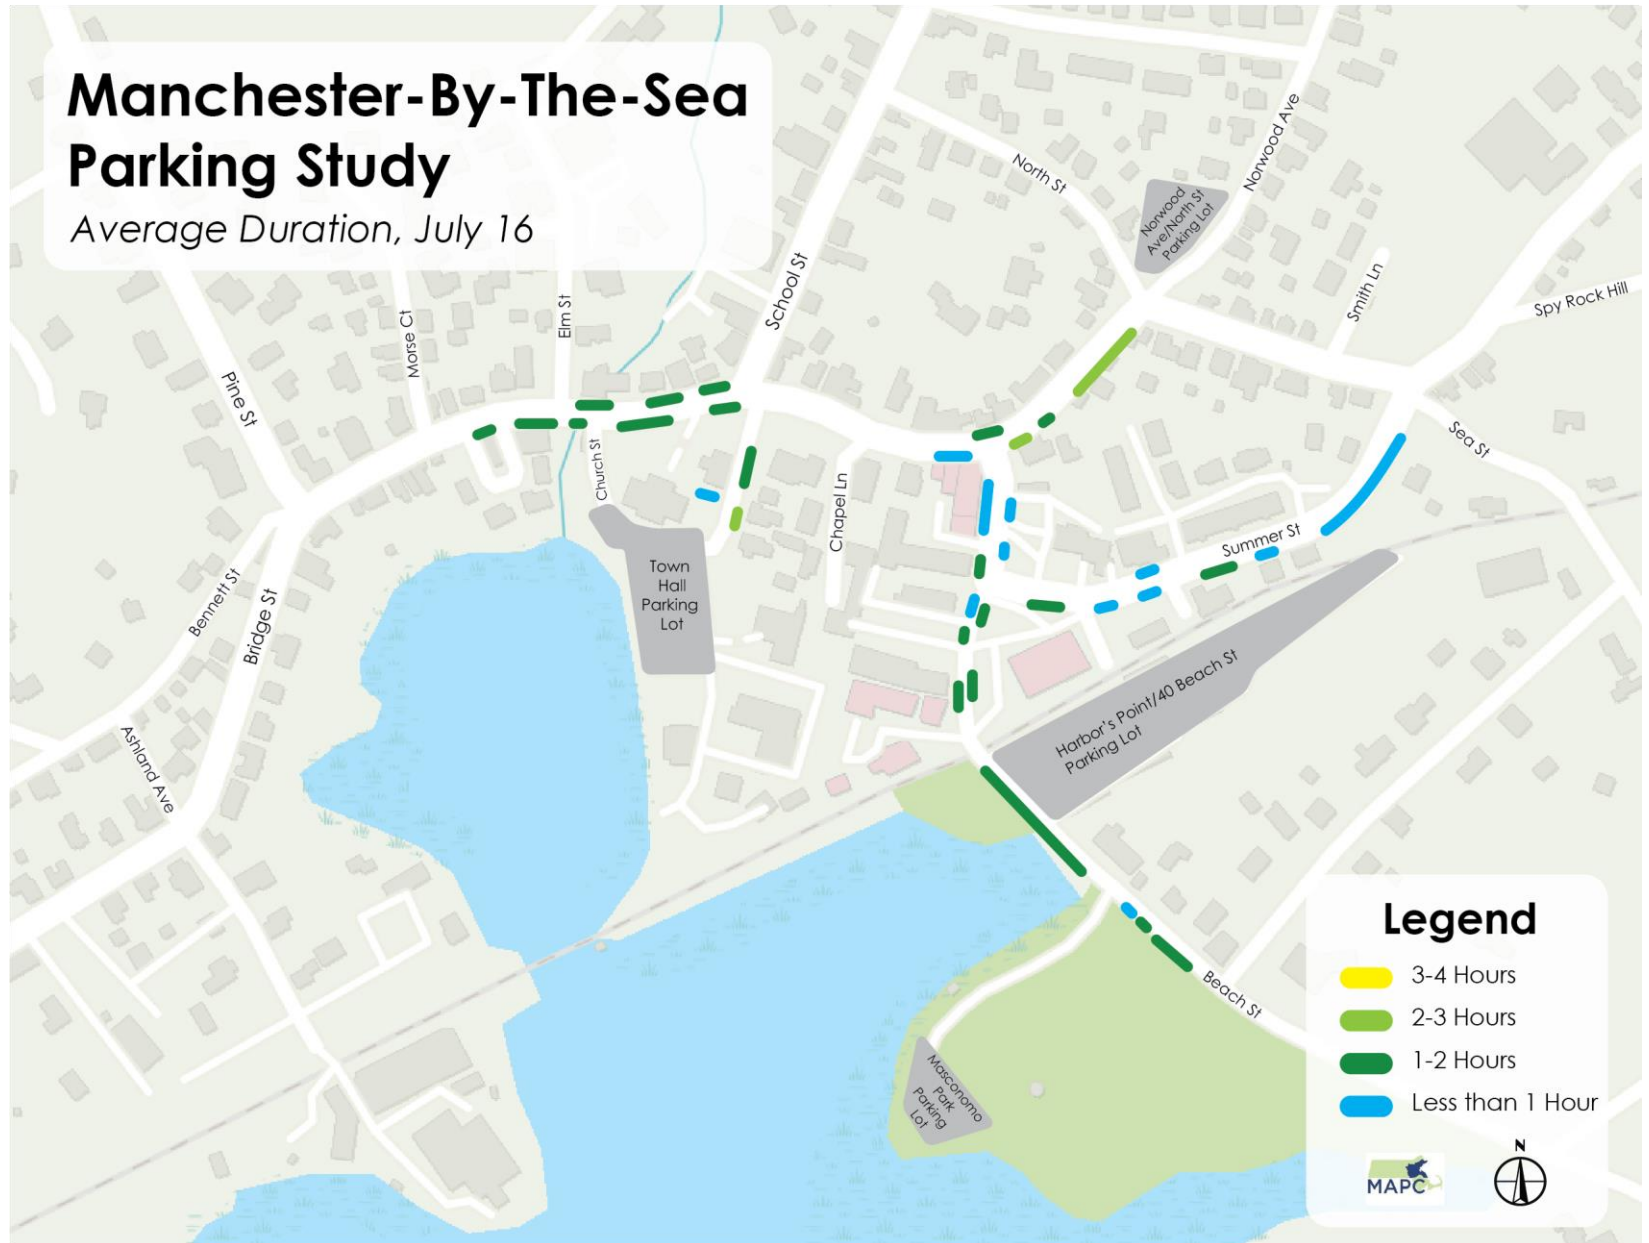 Manchester-By-The-Sea
Parking Study
Average Duration, July 16
School St
North St
Norwood Ave
Norwood
Ave/North St
Parking Lot
Smith Ln
Spy Rock Hill
Elm St
Morse Ct
Pine St
Church St
Chapel Ln
Sea St
Summer St
Town
Hall
Parking
Lot
Bennett St
Bridge St
Ashland Ave
Harbor's Point/40 Beach St
Parking Lot
Beach St
Masconomo
Park
Parking
Lot
Legend
3-4 Hours
2-3 Hours
1-2 Hours
Less than 1 Hour
MAPC
N